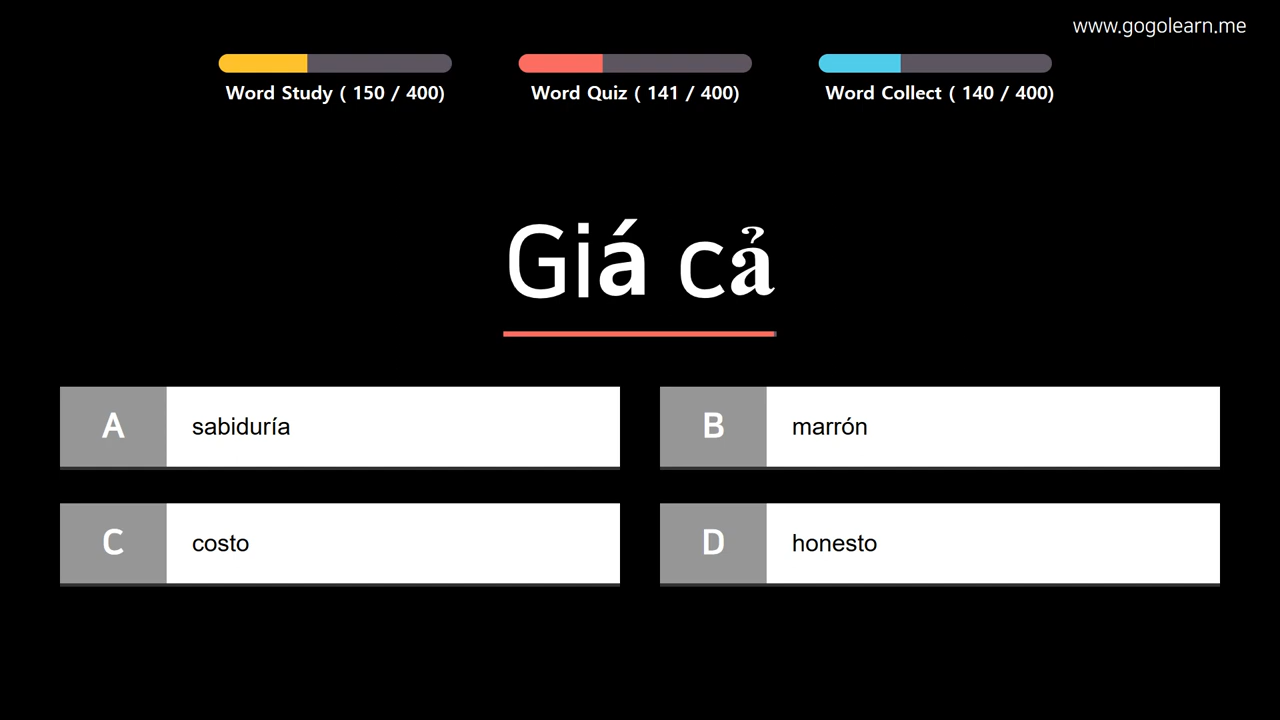 www.gogolearn.me
Word Study ( 150 / 400)
Word Quiz ( 141 / 400)
Word Collect ( 140 / 400)
Giá cả
A sabiduría
B marrón
C costo
D honesto